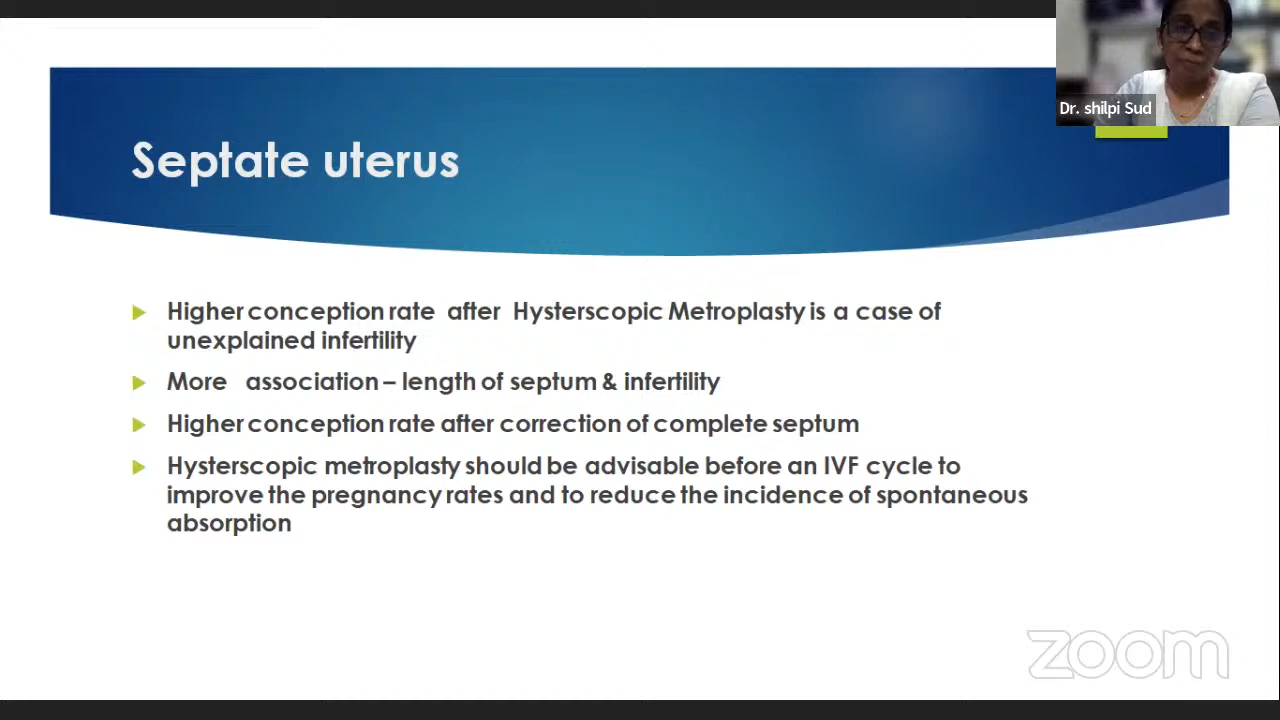 Dr. shilpi Sud
Septate uterus
Higher conception rate after Hysterscopic Metroplasty is a case of
unexplained infertility
More association – length of septum & infertility
Higher conception rate after correction of complete septum
Hysterscopic metroplasty should be advisable before an IVF cycle to
improve the pregnancy rates and to reduce the incidence of spontaneous
absorption
zoom